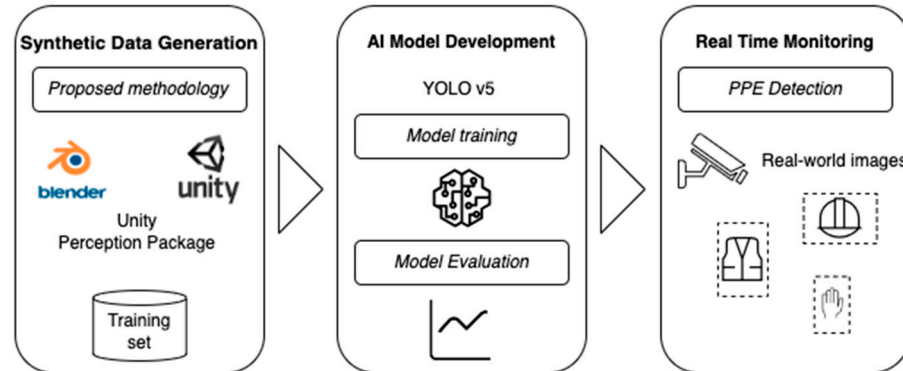 Synthetic Data Generation
Proposed methodology
blender
unity
Unity
Perception Package
Training
set
AI Model Development
YOLO v5
Model training
Model Evaluation
Real Time Monitoring
PPE Detection
Real-world images